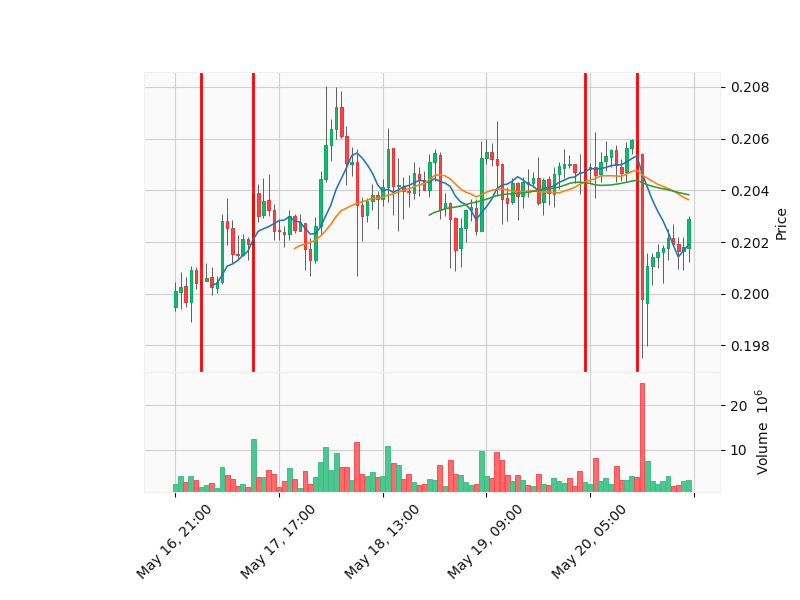 0.208
0.206
0.204
0.202
0.200
0.198
Price
20
10
Volume 10^6
May 16, 21:00
May 17, 17:00
May 18, 13:00
May 19, 09:00
May 20, 05:00